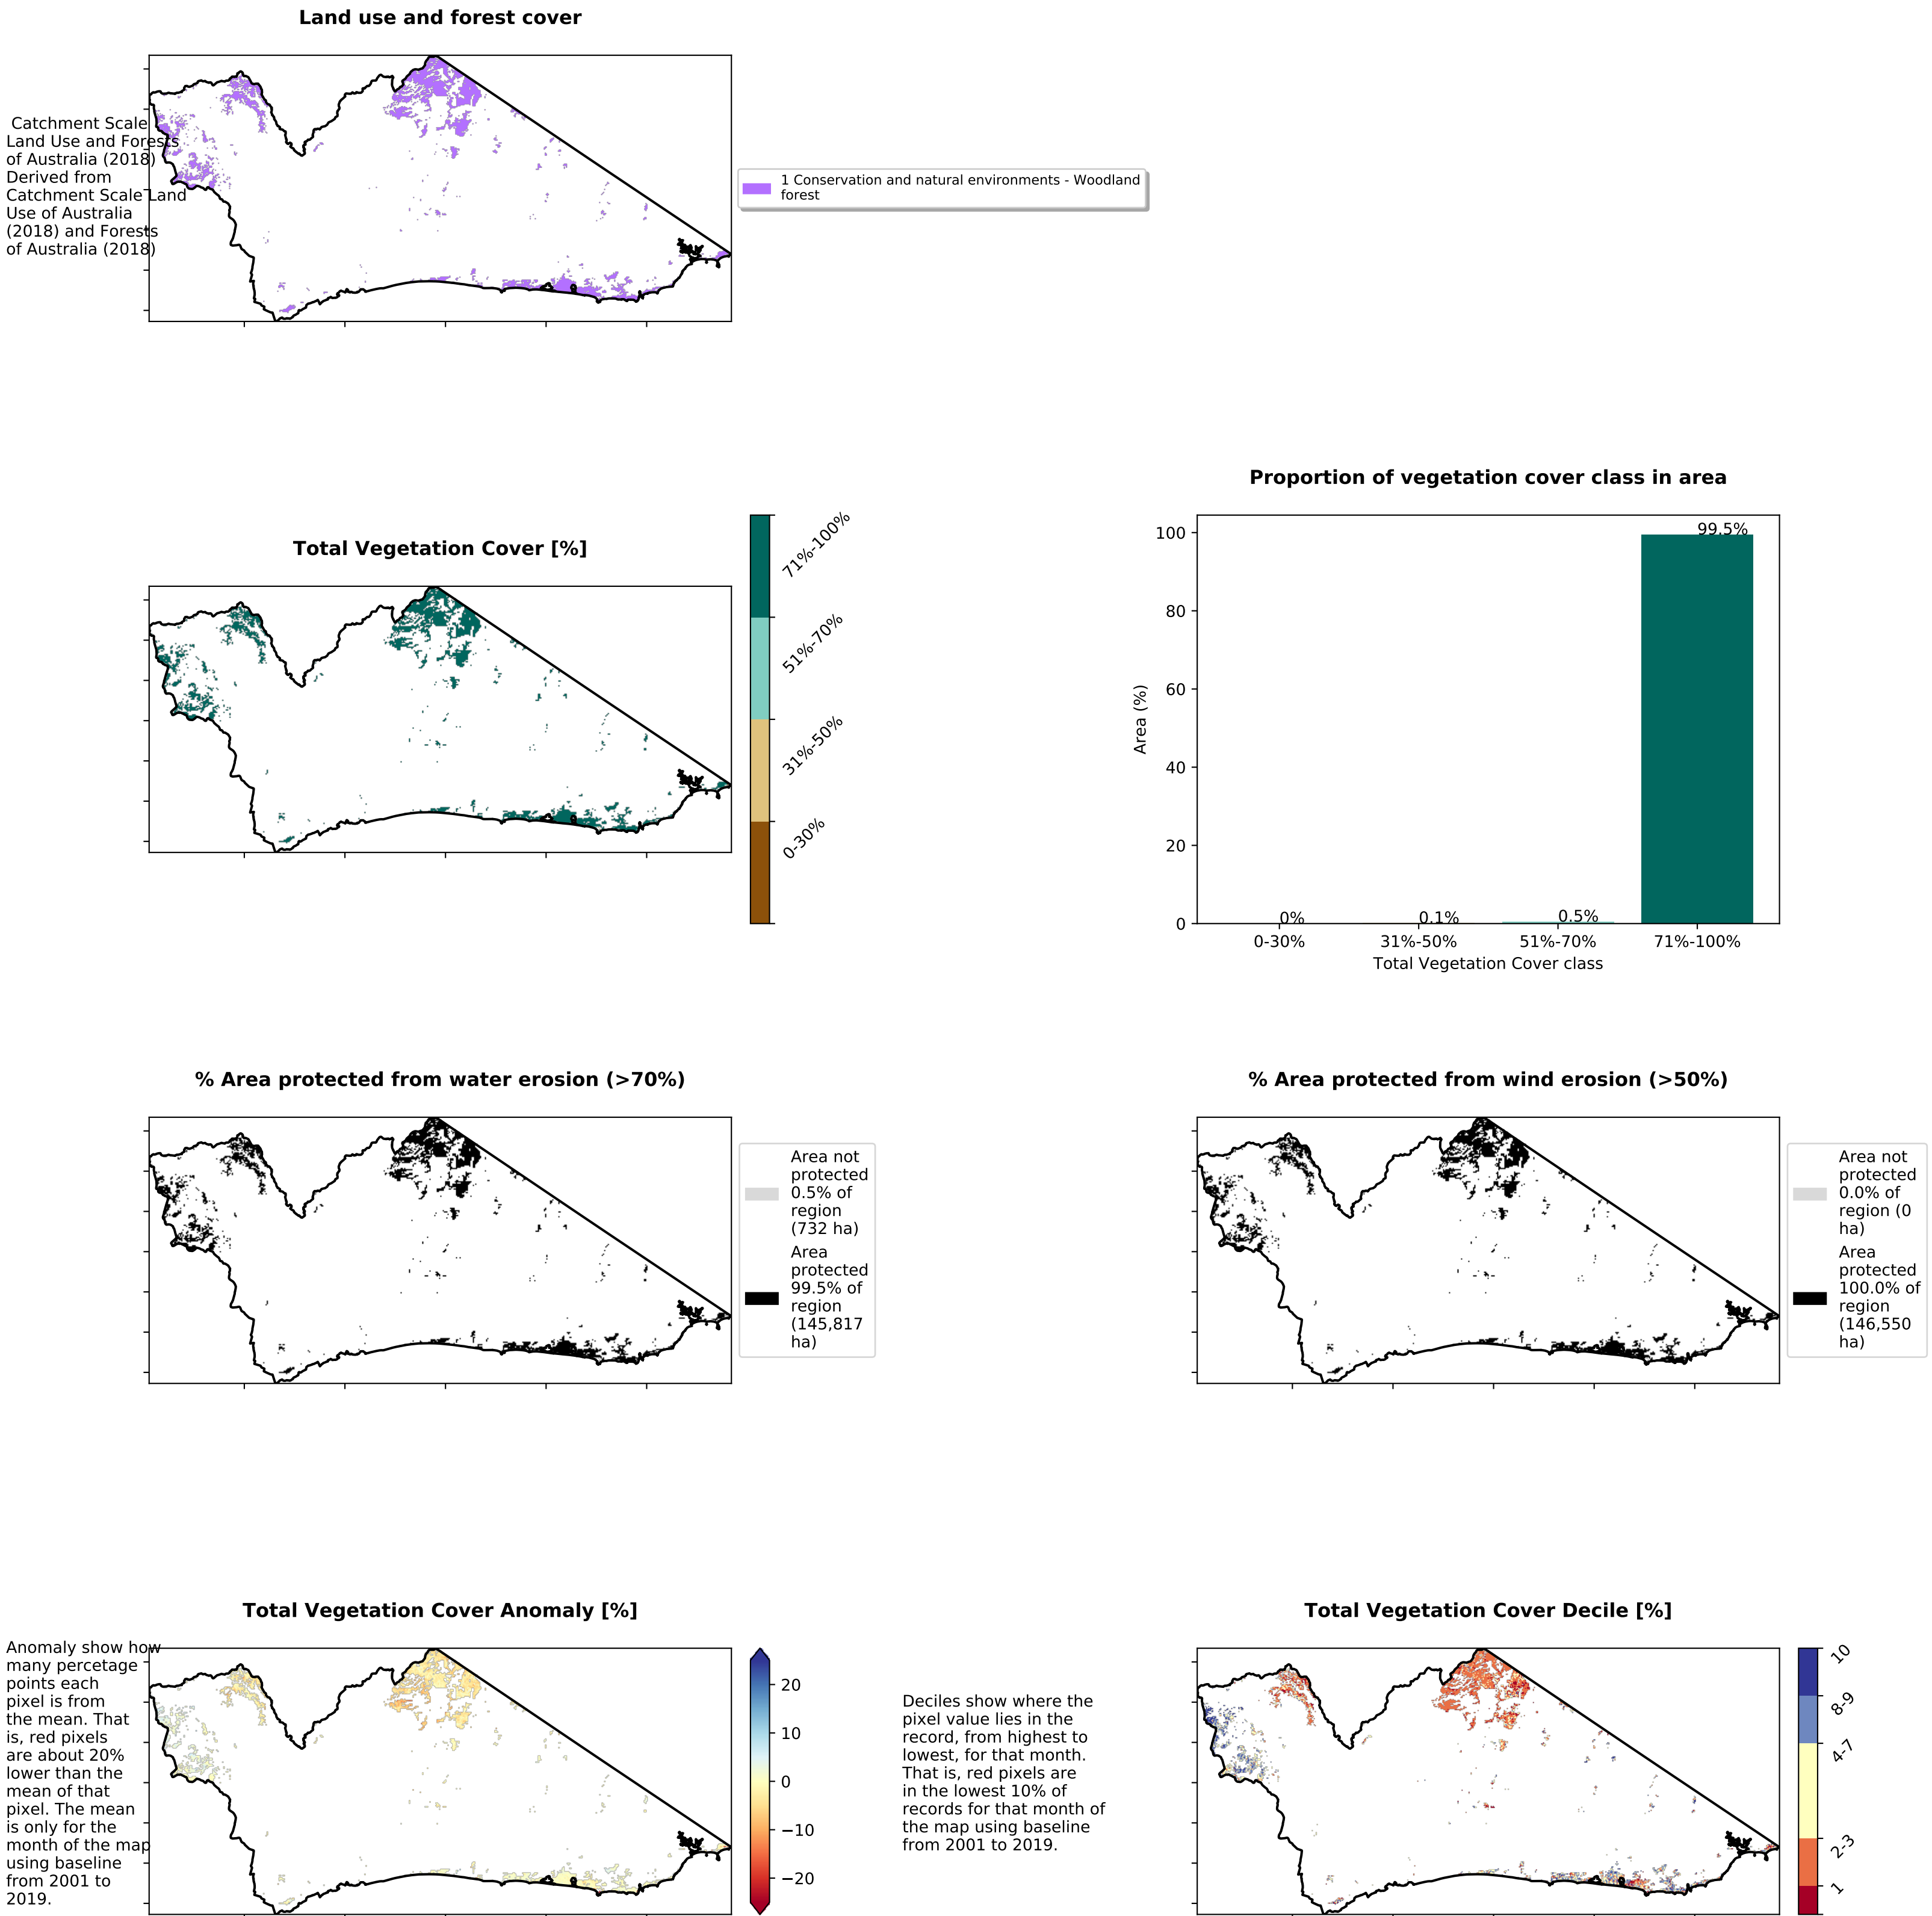 Land use and forest cover
Catchment Scale
Land Use and Forests
of Australia (2018)
Derived from
Catchment Scale Land
Use of Australia
(2018) and Forests
of Australia (2018)
1 Conservation and natural environments - Woodland
forest
Total Vegetation Cover [%]
71%-100%
51%-70%
31%-50%
0-30%
Proportion of vegetation cover class in area
Area (%)
100
80
60
40
20
0
0%
0.1%
0.5%
99.5%
0-30%
31%-50%
51%-70%
71%-100%
Total Vegetation Cover class
% Area protected from water erosion (>70%)
Area not
protected
0.5% of
region
(732 ha)
Area
protected
99.5% of
region
(145,817
ha)
% Area protected from wind erosion (>50%)
Area not
protected
0.0% of
region (0
ha)
Area
protected
100.0% of
region
(146,550
ha)
Total Vegetation Cover Anomaly [%]
Anomaly show how
many percetage
points each
pixel is from
the mean. That
is, red pixels
are about 20%
lower than the
mean of that
pixel. The mean
is only for the
month of the map
using baseline
from 2001 to
2019.
20
10
0
−10
−20
Total Vegetation Cover Decile [%]
Deciles show where the
pixel value lies in the
record, from highest to
lowest, for that month.
That is, red pixels are
in the lowest 10% of
records for that month of
the map using baseline
from 2001 to 2019.
10
8-9
4-7
2-3
1